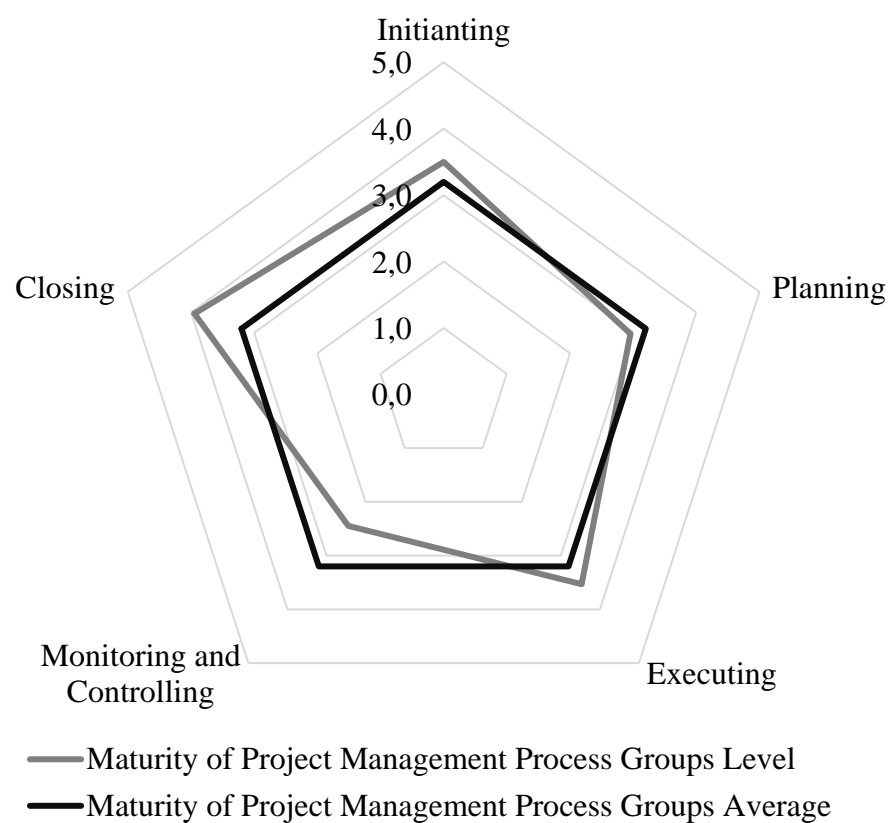 Initianting
5,0
4,0
3,0
2,0
1,0
0,0
Closing
Planning
Monitoring and
Controlling
Executing
Maturity of Project Management Process Groups Level
Maturity of Project Management Process Groups Average